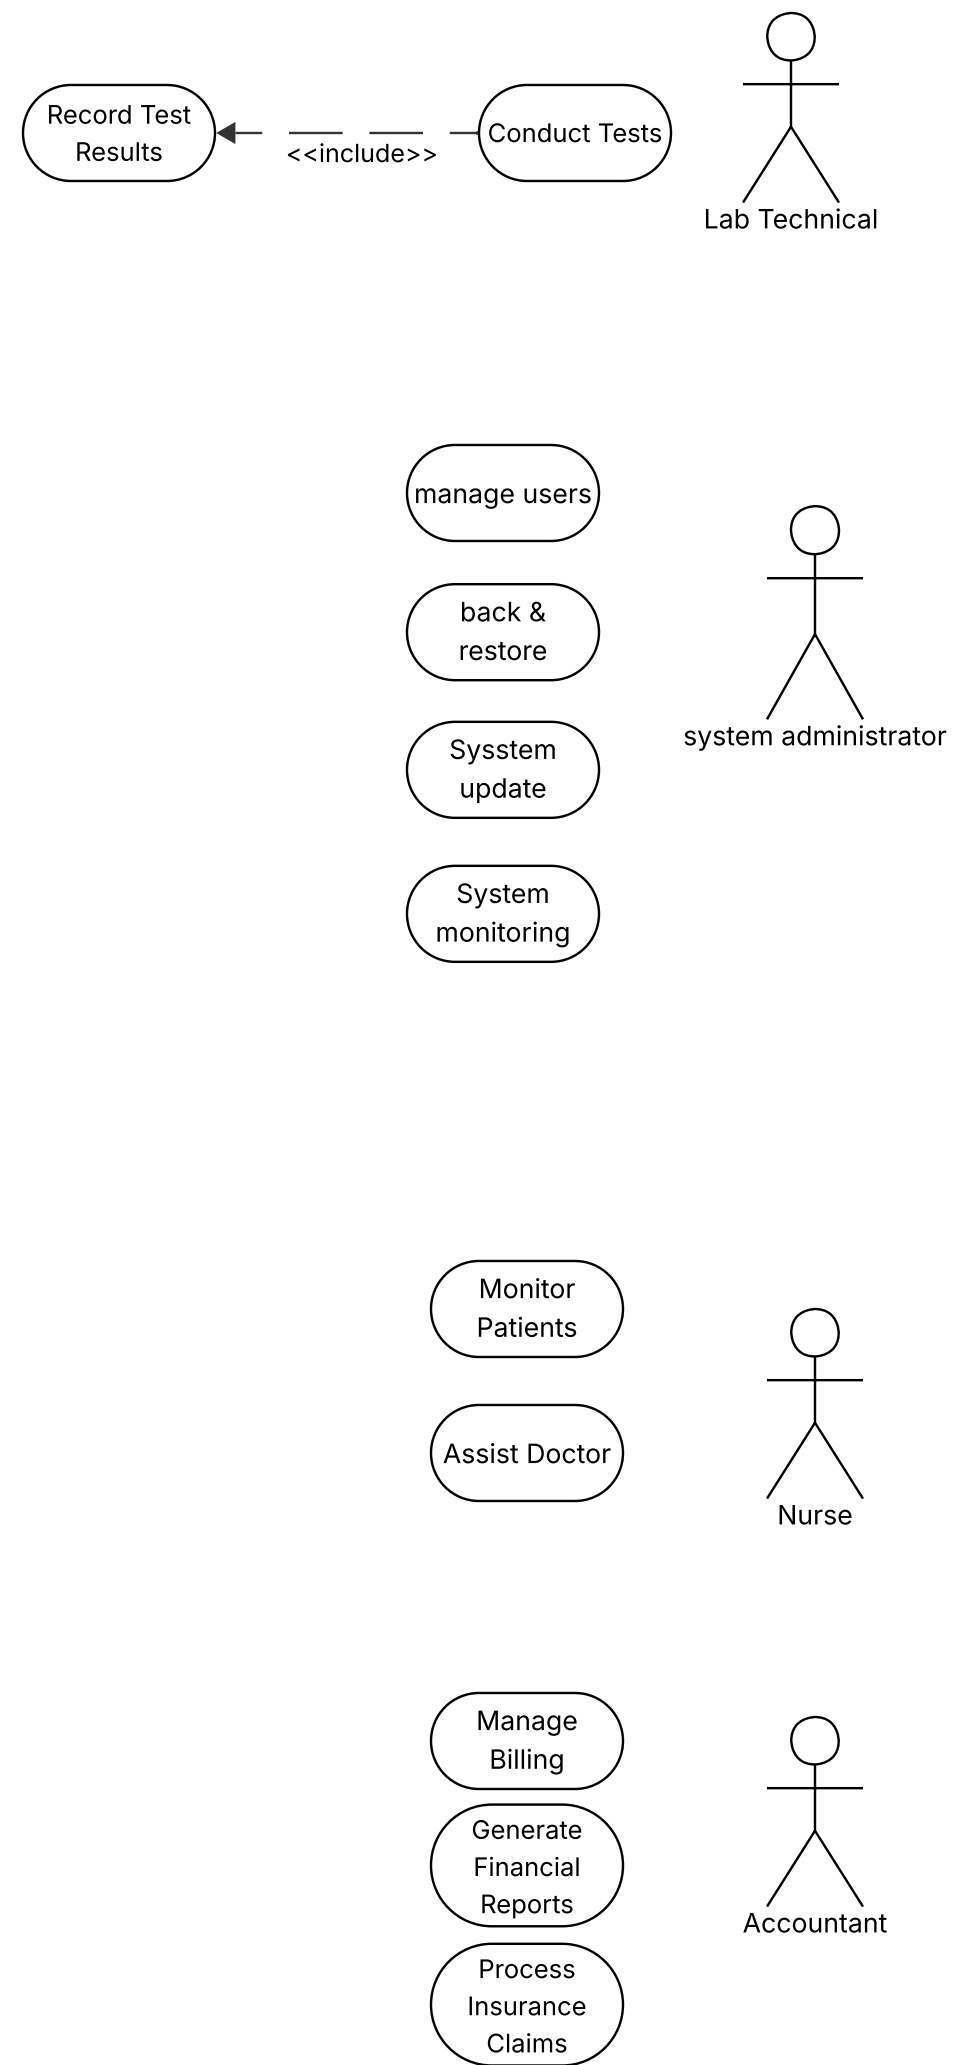 Record Test
Results
<<include>>
Conduct Tests
Lab Technical
manage users
back &
restore
Sysstem
update
System
monitoring
system administrator
Monitor
Patients
Assist Doctor
Nurse
Manage
Billing
Generate
Financial
Reports
Process
Insurance
Claims
Accountant